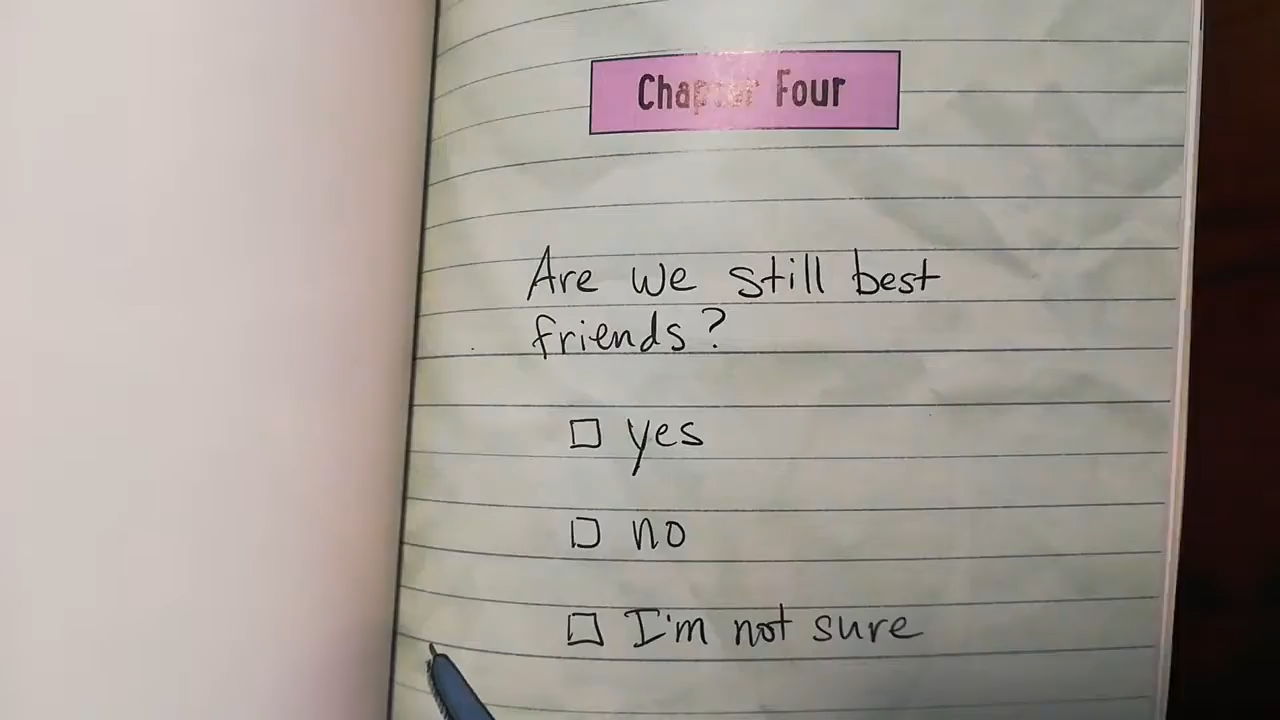 Chapter Four
Are we still best
friends?
yes
no
I'm not sure